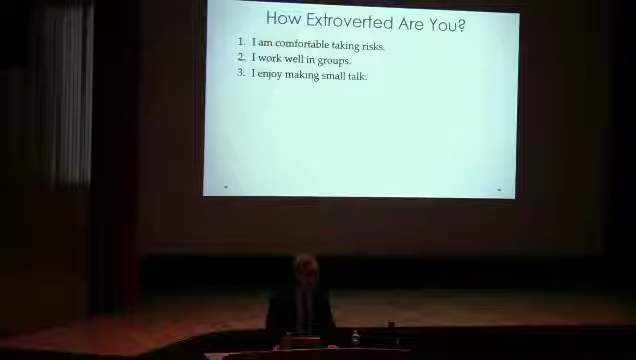 How Extroverted Are You?
1. I am comfortable taking risks.
2. I work well in groups.
3. I enjoy making small talk.